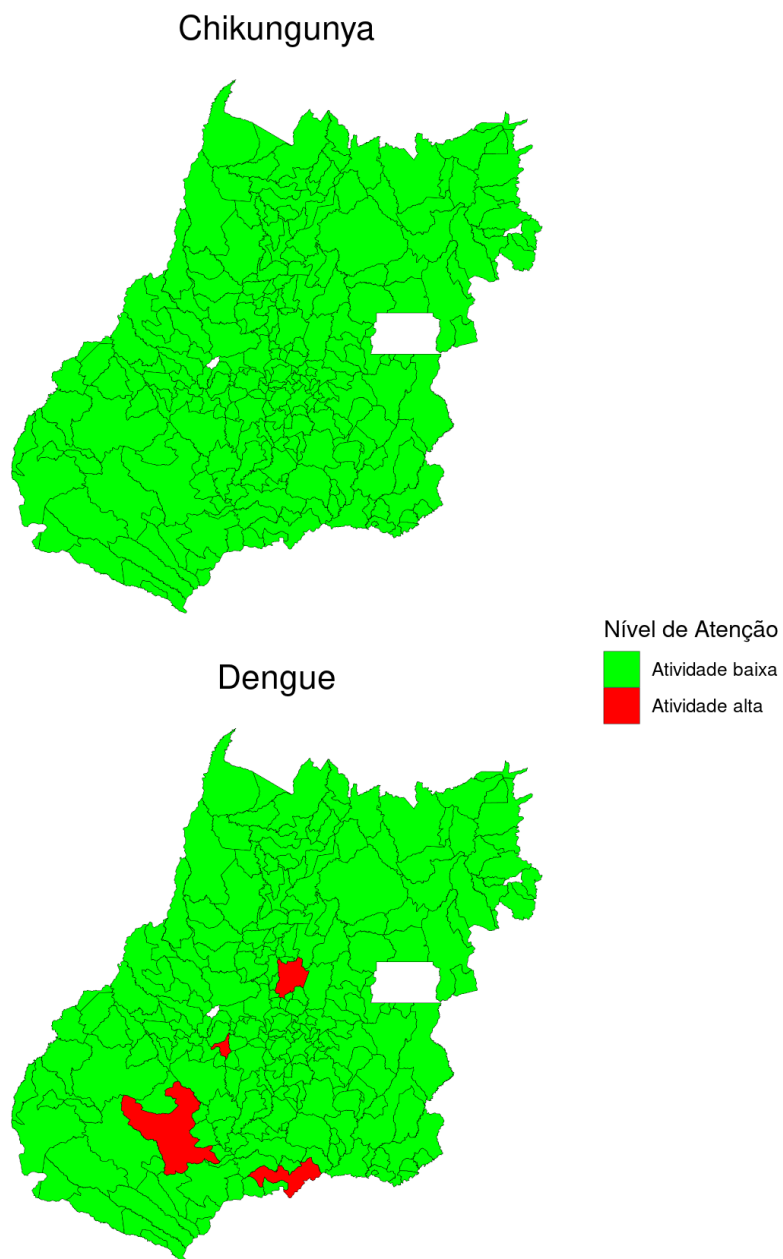 Chikungunya
Nível de Atenção
Atividade baixa
Atividade alta
Dengue